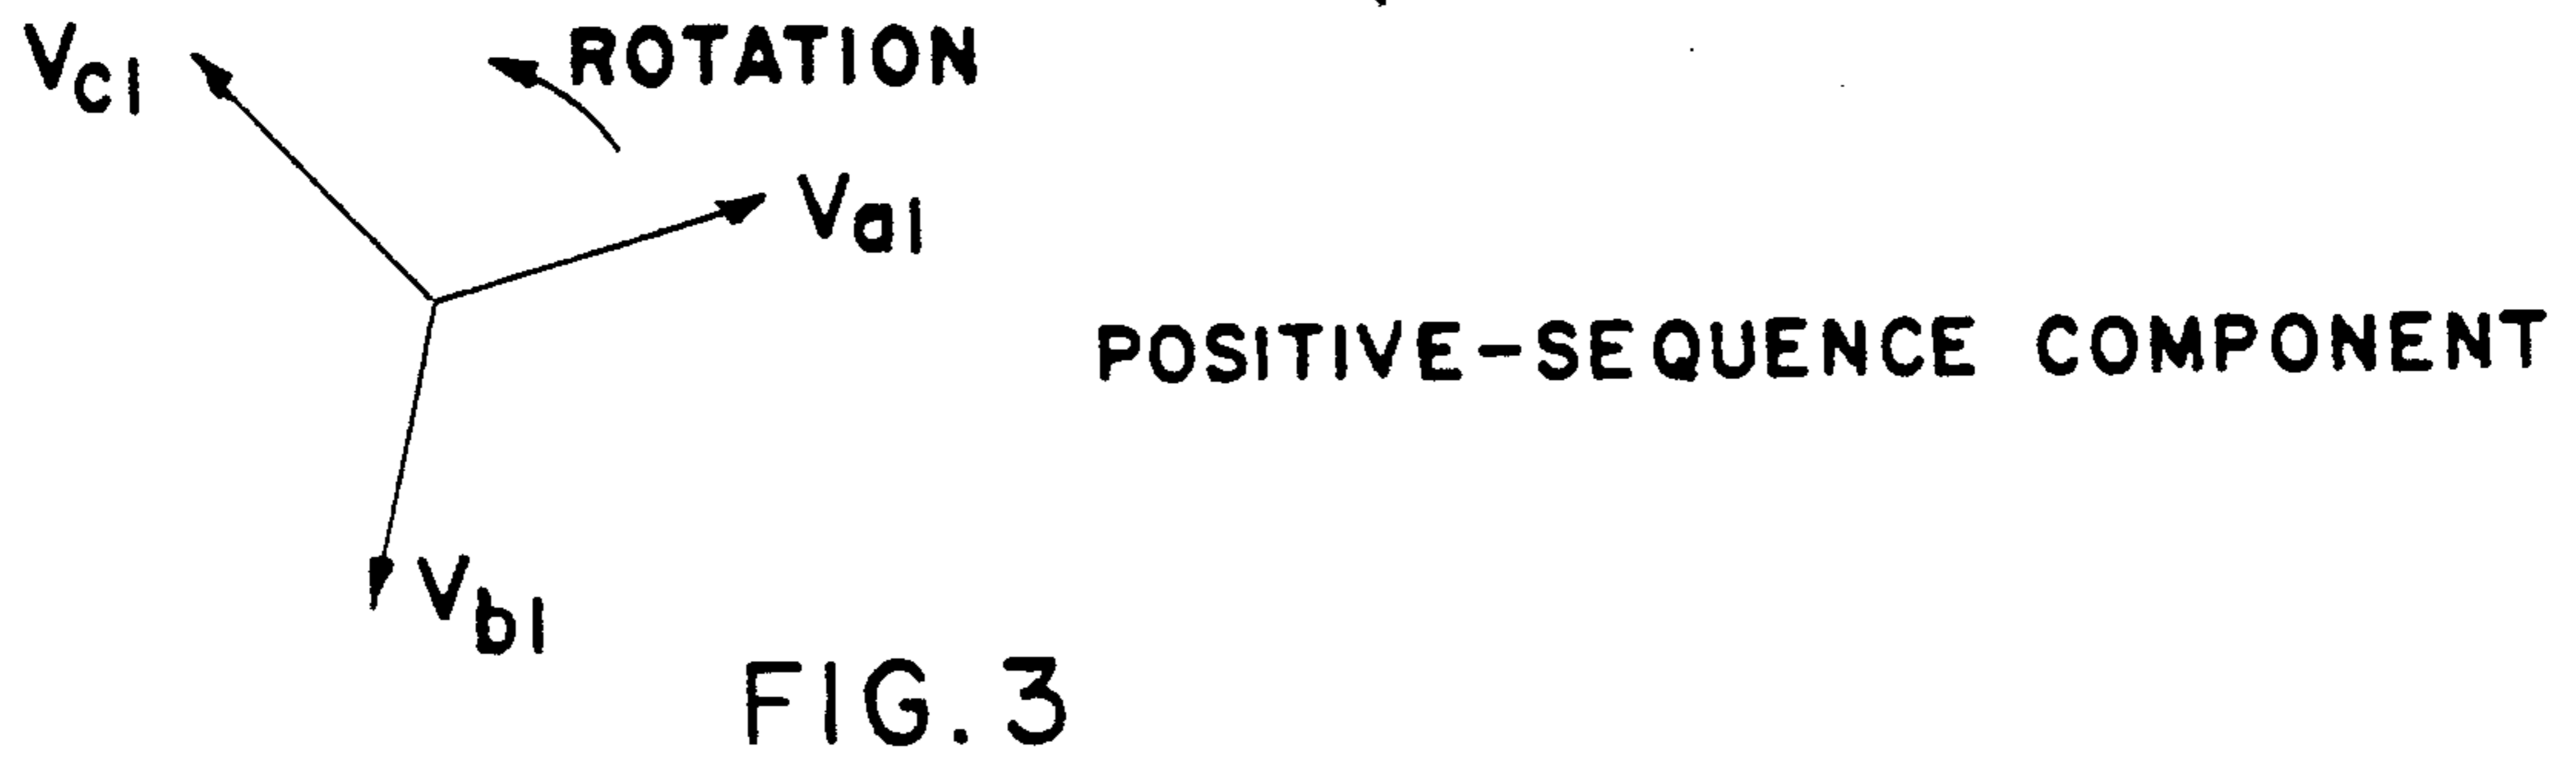 Vc1
ROTATION
Va1
POSITIVE-SEQUENCE COMPONENT
Vb1
FIG. 3